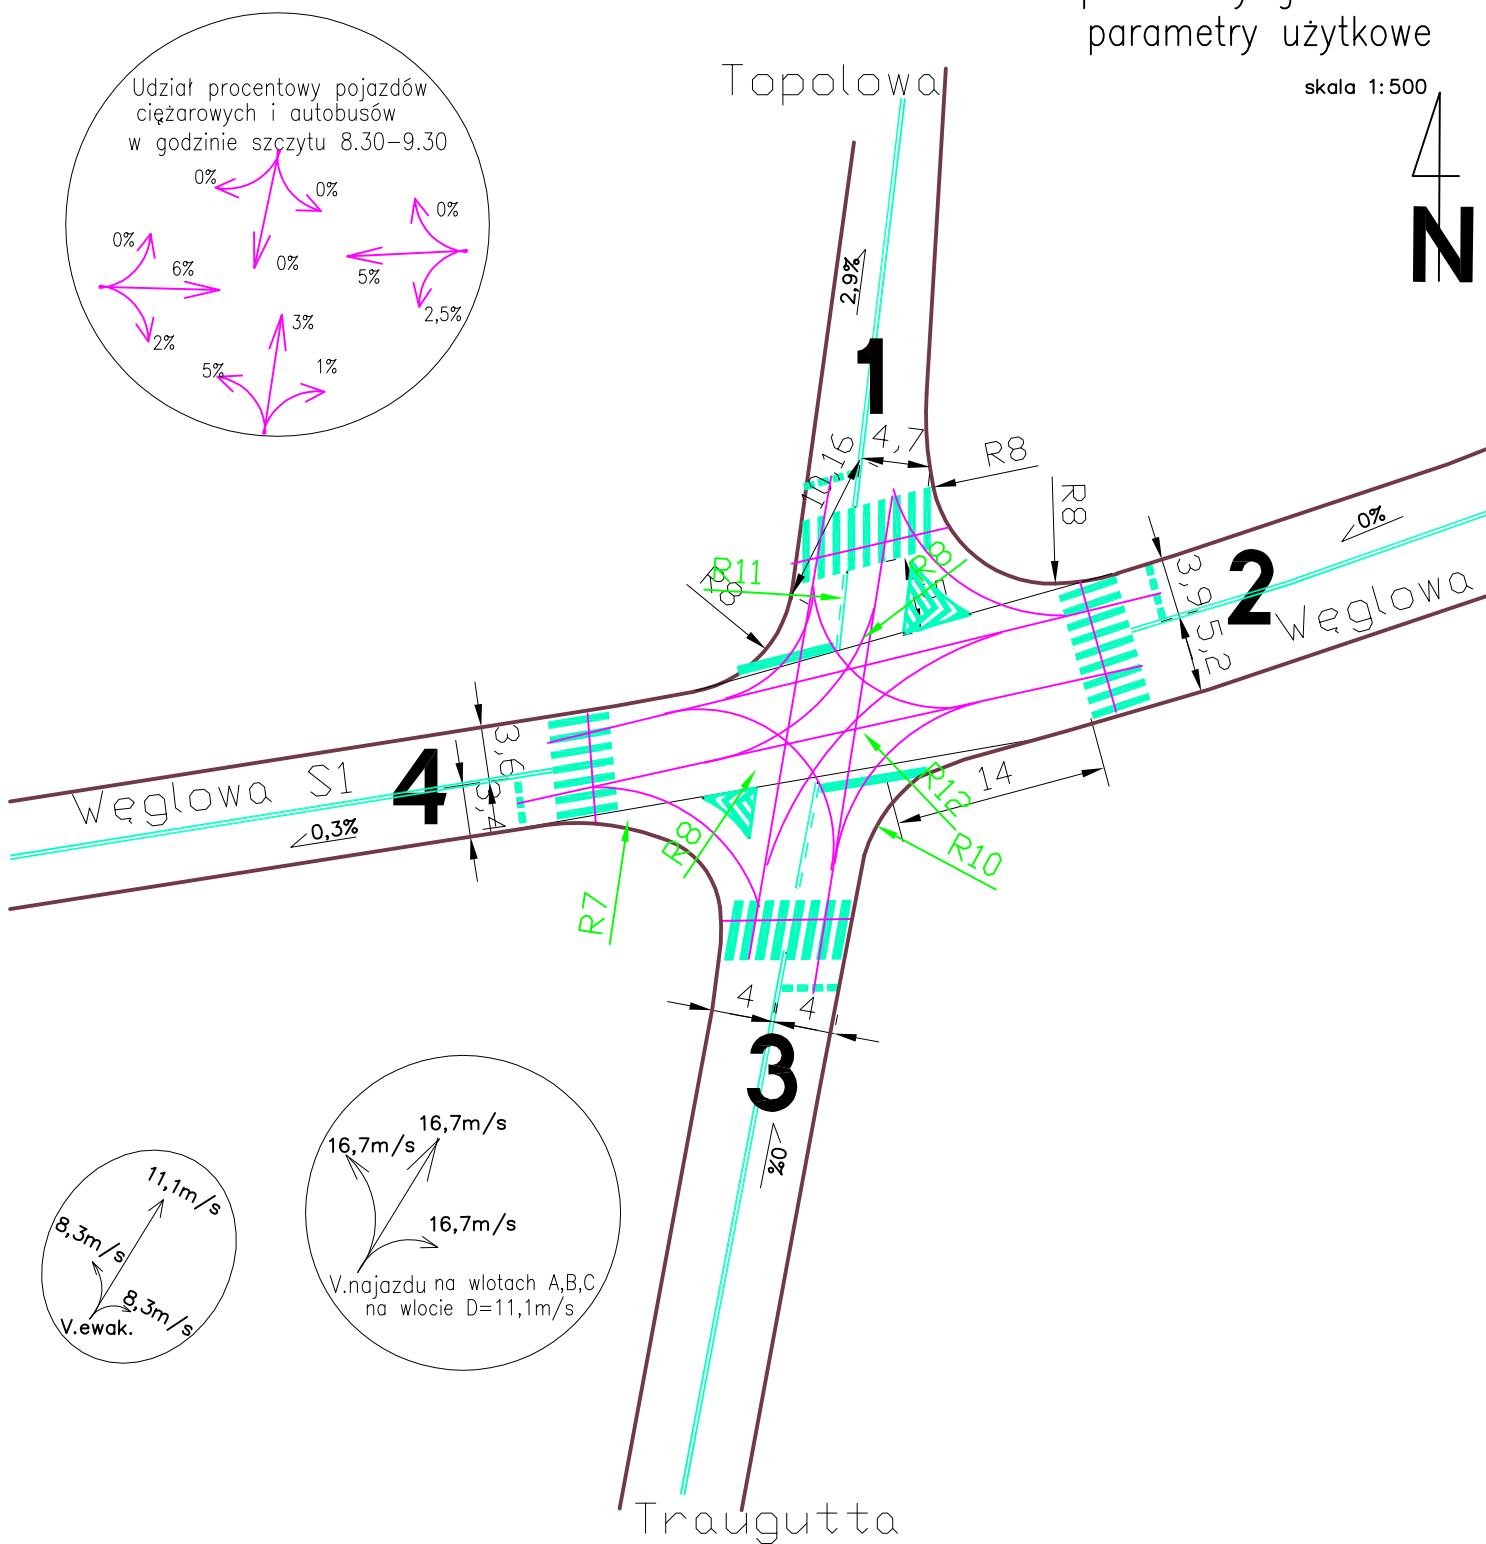 parametry użytkowe
skala 1:500
N
Udział procentowy pojazdów
ciężarowych i autobusów
w godzinie szczytu 8.30-9.30
0%
0%
0%
0%
5%
2,5%
0%
6%
2%
3%
5%
1%
Topolowa
2,9%
1
10,16
4,7
R8
R8
R11
R8
R8
0%
2
3,9
5,2
Węglowa
Węglowa S1
4
3,6
3,4
0,3%
R7
R8
R12
R10
14
4
4
3
0%
Traugutta
11,1m/s
8,3m/s
8,3m/s
V.ewak.
16,7m/s
16,7m/s
16,7m/s
V.najazdu na wlotach A,B,C
na wlocie D=11,1m/s